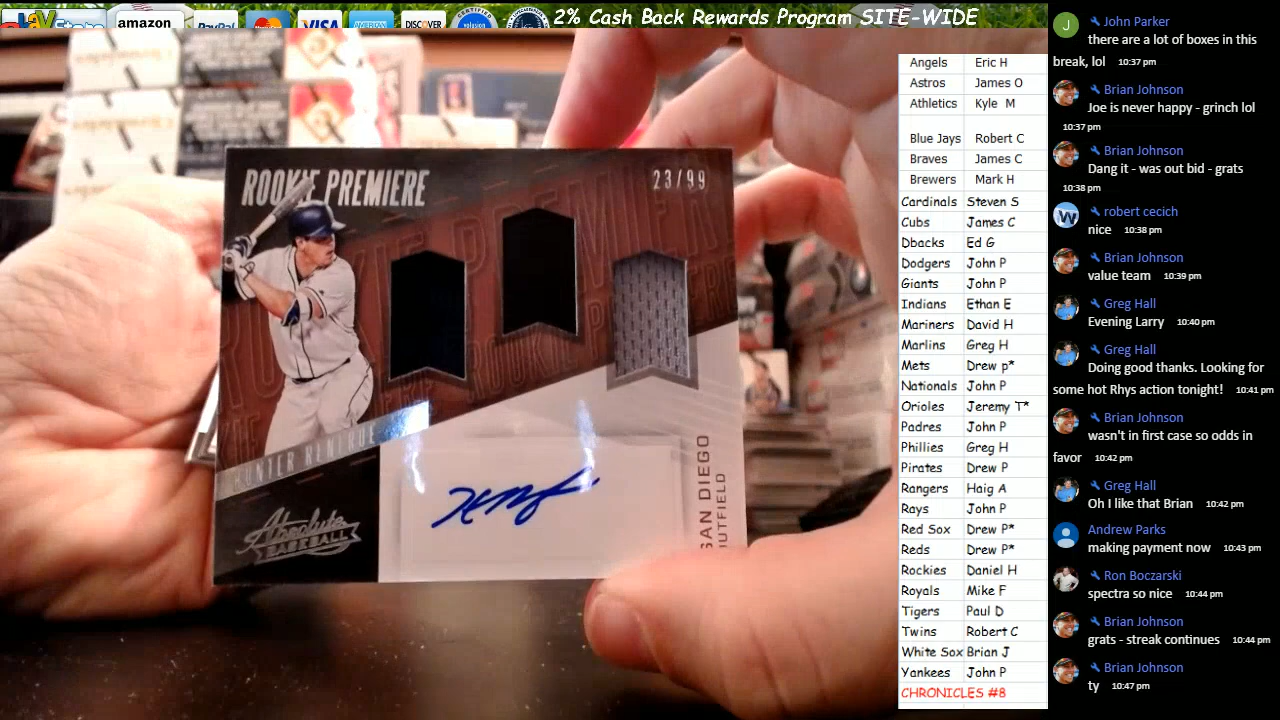 amazon
PayPal
VISA
AMERICAN
DISCOVER
CERTIFIED
2% Cash Back Rewards Program SITE-WIDE
ROOKIE PREMIERE
23/99
HUNTER RENFROE
Absolute
BASEBALL
SAN DIEGO
OUTFIELD
Angels Eric H
Astros James O
Athletics Kyle M
Blue Jays Robert C
Braves James C
Brewers Mark H
Cardinals Steven S
Cubs James C
Dbacks Ed G
Dodgers John P
Giants John P
Indians Ethan E
Mariners David H
Marlins Greg H
Mets Drew p*
Nationals John P
Orioles Jeremy T*
Padres John P
Phillies Greg H
Pirates Drew P
Rangers Haig A
Rays John P
Red Sox Drew P*
Reds Drew P*
Rockies Daniel H
Royals Mike F
Tigers Paul D
Twins Robert C
White Sox Brian J
Yankees John P
CHRONICLES #8
J
John Parker
there are a lot of boxes in this
break, lol 10:37 pm
Brian Johnson
Joe is never happy - grinch lol
10:37 pm
Brian Johnson
Dang it - was out bid - grats
10:38 pm
robert cecich
nice 10:38 pm
Brian Johnson
value team 10:39 pm
Greg Hall
Evening Larry 10:40 pm
Greg Hall
Doing good thanks. Looking for
some hot Rhys action tonight! 10:41 pm
Brian Johnson
wasn't in first case so odds in
favor 10:42 pm
Greg Hall
Oh I like that Brian 10:42 pm
Andrew Parks
making payment now 10:43 pm
Ron Boczarski
spectra so nice 10:44 pm
Brian Johnson
grats - streak continues 10:44 pm
Brian Johnson
ty 10:47 pm